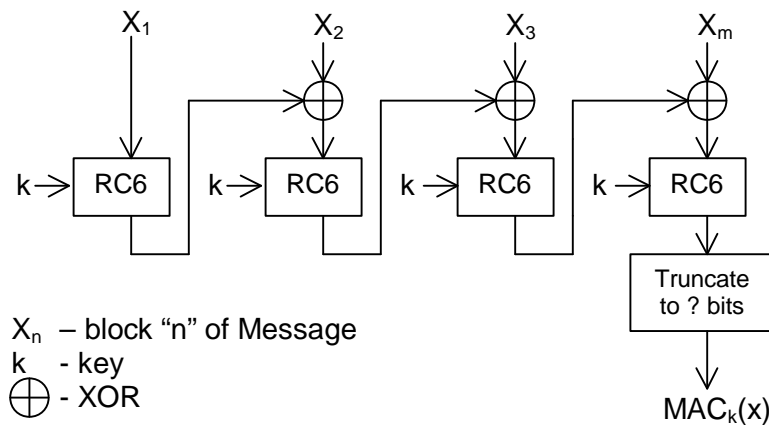 X₁ X₂ X₃ Xₘ
k RC6 k RC6 k RC6 k RC6
Truncate
to ? bits
Xₙ – block “n” of Message
k - key
- XOR
MACₖ(x)